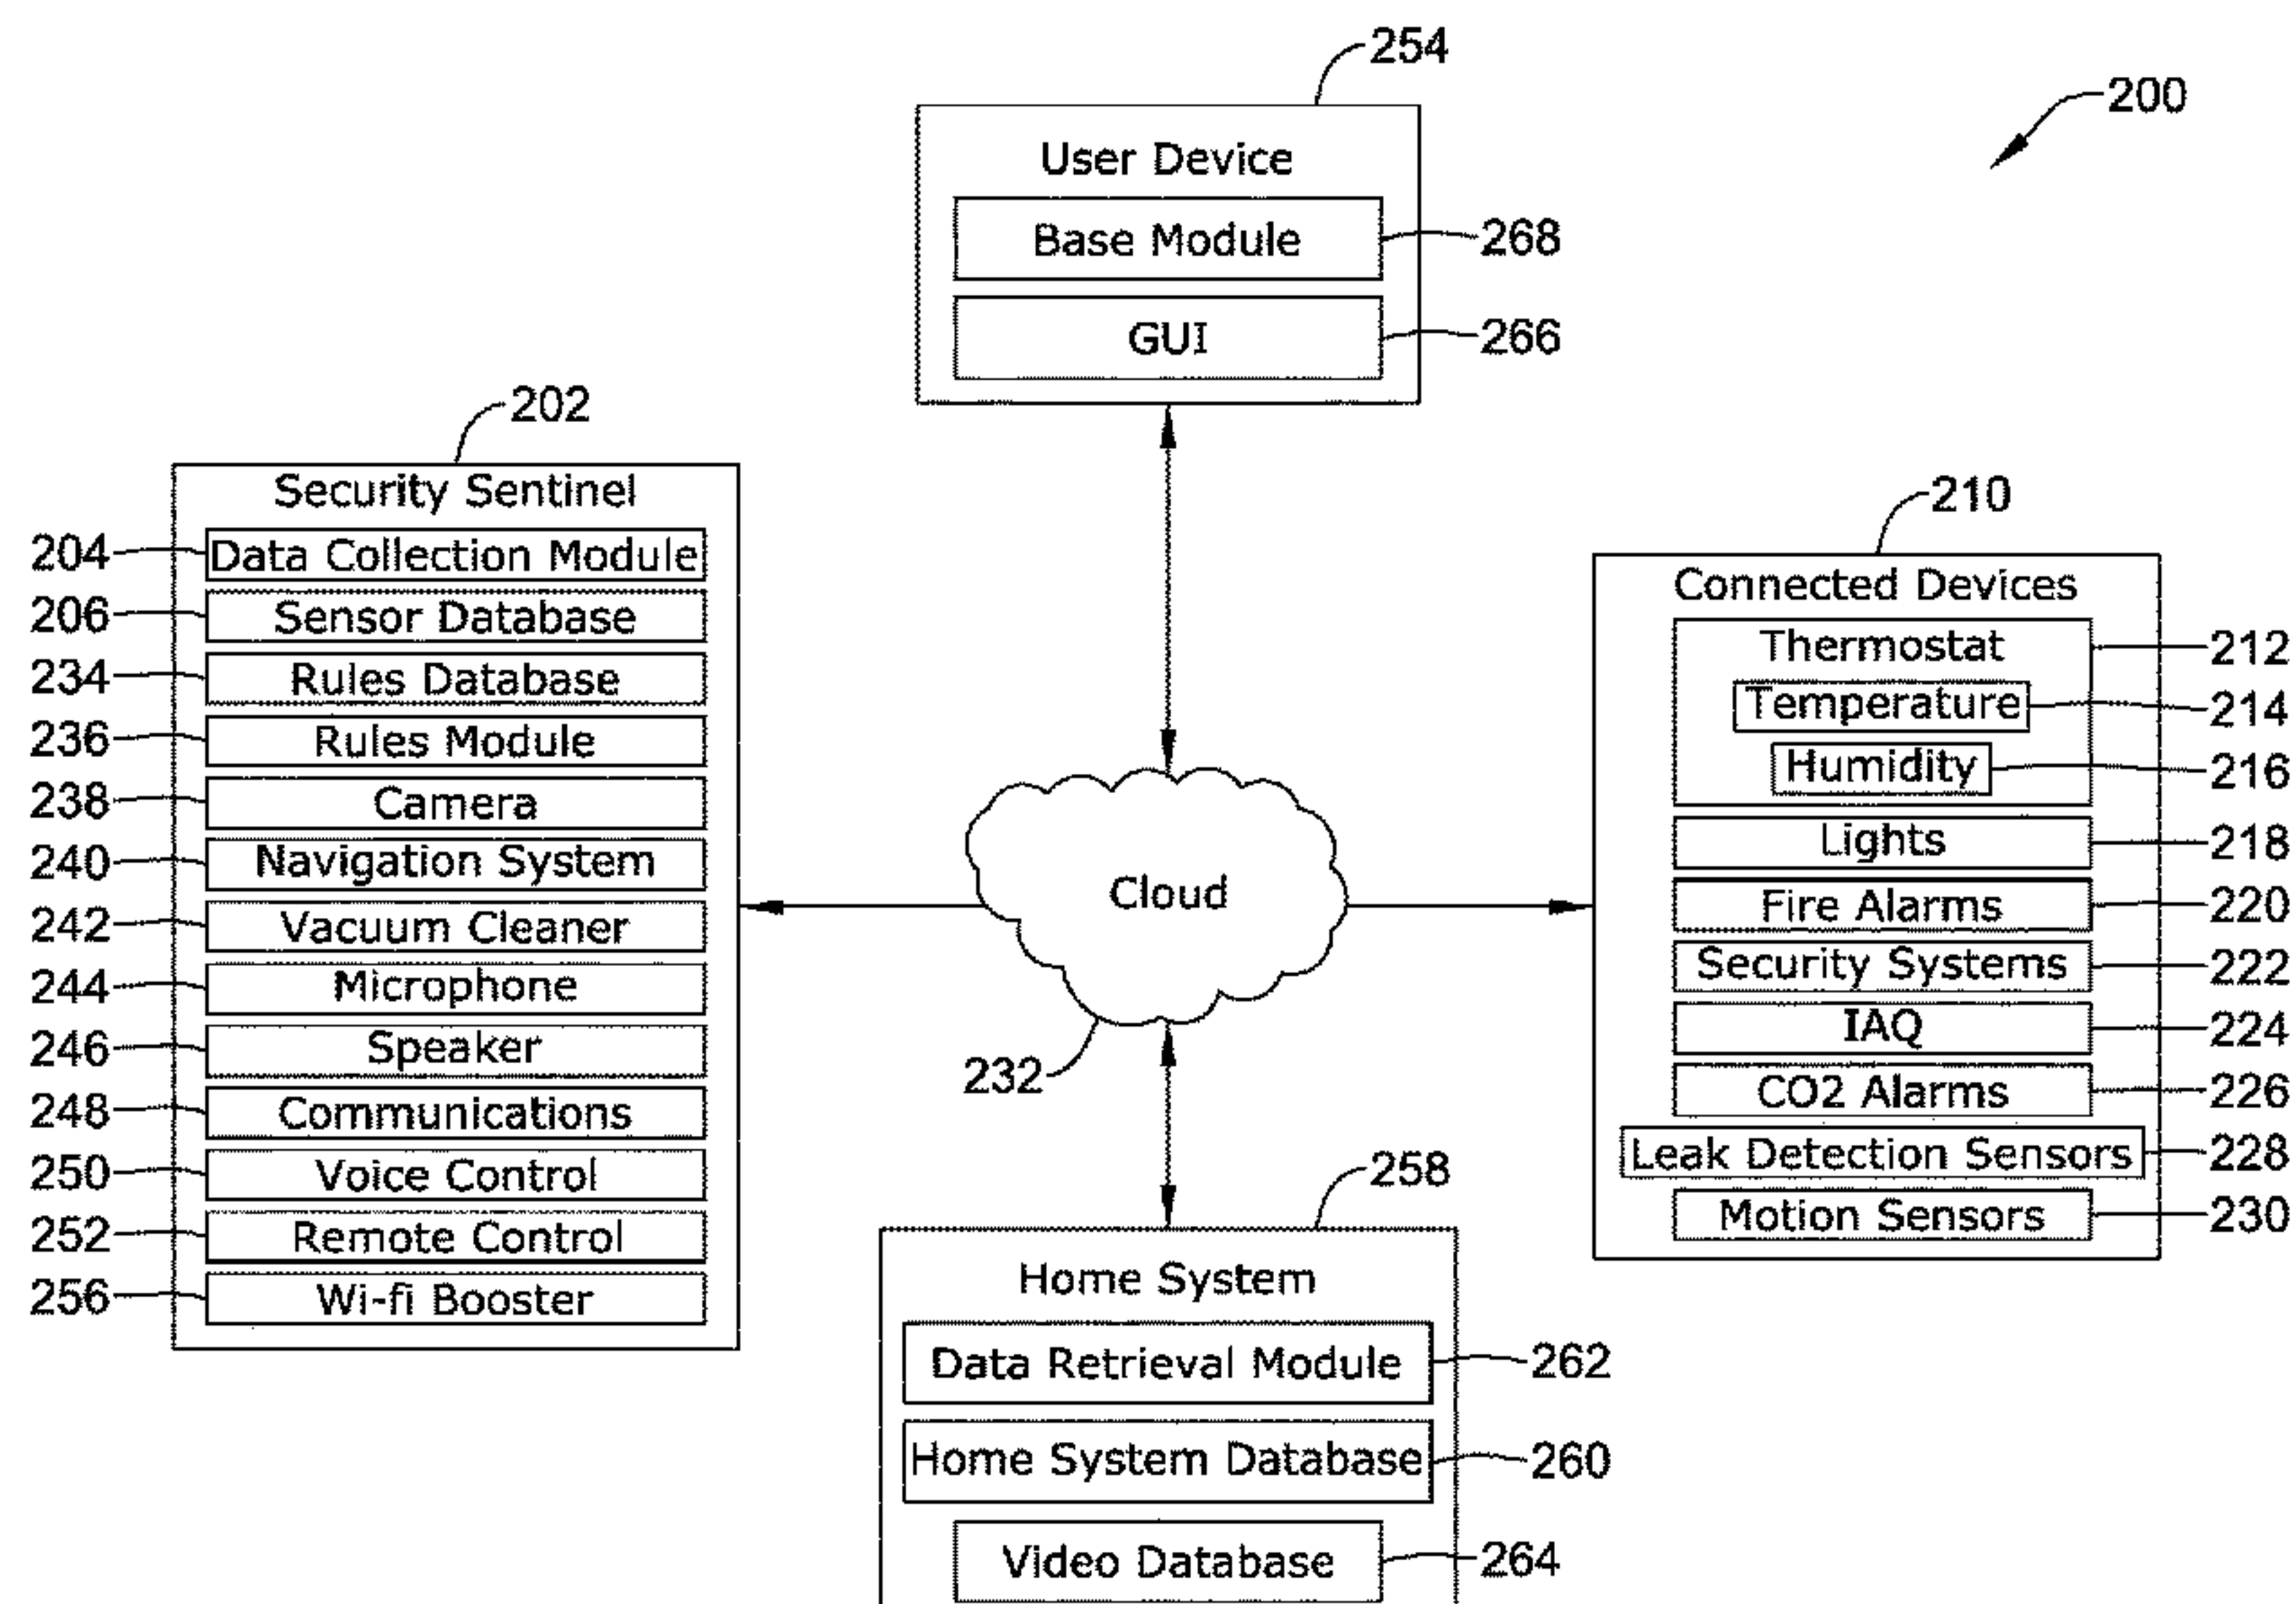 254
200
User Device
Base Module 268
GUI 266
202
Security Sentinel
204 Data Collection Module
206 Sensor Database
234 Rules Database
236 Rules Module
238 Camera
240 Navigation System
242 Vacuum Cleaner
244 Microphone
246 Speaker
248 Communications
250 Voice Control
252 Remote Control
256 Wi-fi Booster
Cloud
232
210
Connected Devices
Thermostat 212
Temperature 214
Humidity 216
Lights 218
Fire Alarms 220
Security Systems 222
IAQ 224
CO2 Alarms 226
Leak Detection Sensors 228
Motion Sensors 230
258
Home System
Data Retrieval Module 262
Home System Database 260
Video Database 264